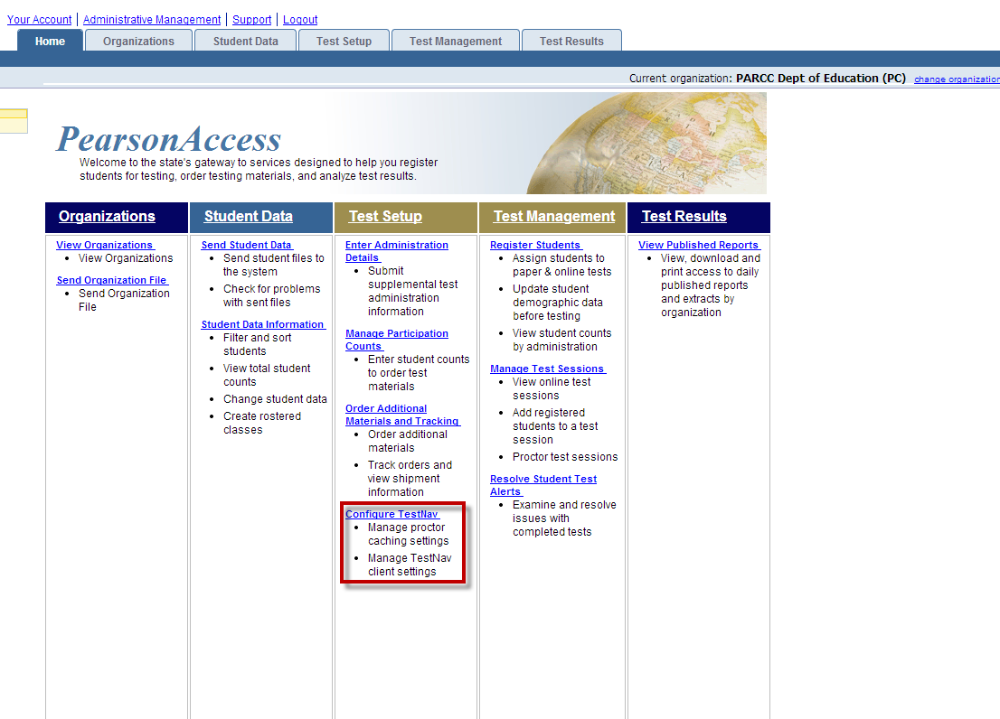 Your Account | Administrative Management | Support | Logout
Home Organizations Student Data Test Setup Test Management Test Results
Current organization: PARCC Dept of Education (PC) change organization
PearsonAccess
Welcome to the state's gateway to services designed to help you register
students for testing, order testing materials, and analyze test results.
Organizations
View Organizations
• View Organizations
Send Organization File
• Send Organization
File
Student Data
Send Student Data
• Send student files to
the system
• Check for problems
with sent files
Student Data Information
• Filter and sort
students
• View total student
counts
• Change student data
• Create rostered
classes
Test Setup
Enter Administration
Details
• Submit
supplemental test
administration
information
Manage Participation
Counts
• Enter student counts
to order test
materials
Order Additional
Materials and Tracking
• Order additional
materials
• Track orders and
view shipment
information
Configure TestNav
• Manage proctor
caching settings
• Manage TestNav
client settings
Test Management
Register Students
• Assign students to
paper & online tests
• Update student
demographic data
before testing
• View student counts
by administration
Manage Test Sessions
• View online test
sessions
• Add registered
students to a test
session
• Proctor test sessions
Resolve Student Test
Alerts
• Examine and resolve
issues with
completed tests
Test Results
View Published Reports
• View, download and
print access to daily
published reports
and extracts by
organization